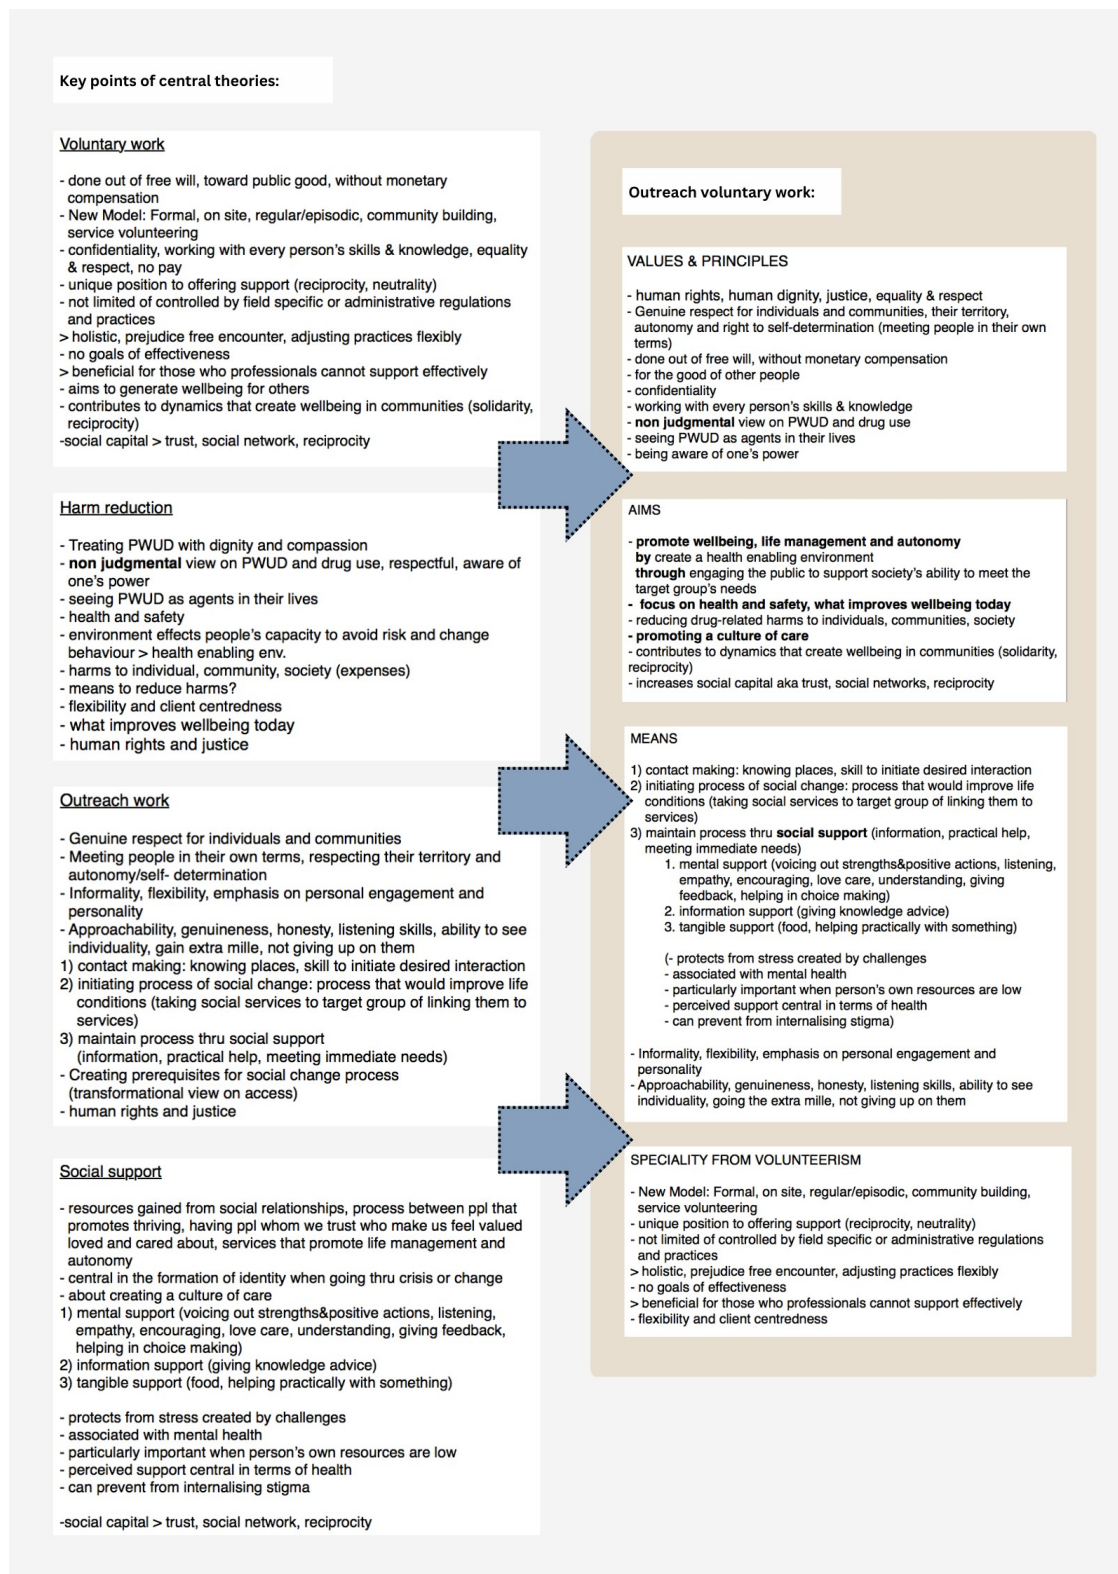 Key points of central theories:
Voluntary work
- done out of free will, toward public good, without monetary
compensation
- New Model: Formal, on site, regular/episodic, community building,
service volunteering
- confidentiality, working with every person's skills & knowledge, equality
& respect, no pay
- unique position to offering support (reciprocity, neutrality)
- not limited of controlled by field specific or administrative regulations
and practices
> holistic, prejudice free encounter, adjusting practices flexibly
- no goals of effectiveness
> beneficial for those who professionals cannot support effectively
- aims to generate wellbeing for others
- contributes to dynamics that create wellbeing in communities (solidarity,
reciprocity)
-social capital > trust, social network, reciprocity
Harm reduction
- Treating PWUD with dignity and compassion
- non judgmental view on PWUD and drug use, respectful, aware of
one's power
- seeing PWUD as agents in their lives
- health and safety
- environment effects people's capacity to avoid risk and change
behaviour > health enabling env.
- harms to individual, community, society (expenses)
- means to reduce harms?
- flexibility and client centredness
- what improves wellbeing today
- human rights and justice
Outreach work
- Genuine respect for individuals and communities
- Meeting people in their own terms, respecting their territory and
autonomy/self- determination
- Informality, flexibility, emphasis on personal engagement and
personality
- Approachability, genuineness, honesty, listening skills, ability to see
individuality, gain extra mille, not giving up on them
1) contact making: knowing places, skill to initiate desired interaction
2) initiating process of social change: process that would improve life
conditions (taking social services to target group of linking them to
services)
3) maintain process thru social support
(information, practical help, meeting immediate needs)
- Creating prerequisites for social change process
(transformational view on access)
- human rights and justice
Social support
- resources gained from social relationships, process between ppl that
promotes thriving, having ppl whom we trust who make us feel valued
loved and cared about, services that promote life management and
autonomy
- central in the formation of identity when going thru crisis or change
- about creating a culture of care
1) mental support (voicing out strengths&positive actions, listening,
empathy, encouraging, love care, understanding, giving feedback,
helping in choice making)
2) information support (giving knowledge advice)
3) tangible support (food, helping practically with something)
- protects from stress created by challenges
- associated with mental health
- particularly important when person's own resources are low
- perceived support central in terms of health
- can prevent from internalising stigma
-social capital > trust, social network, reciprocity
Outreach voluntary work:
VALUES & PRINCIPLES
- human rights, human dignity, justice, equality & respect
- Genuine respect for individuals and communities, their territory,
autonomy and right to self-determination (meeting people in their own
terms)
- done out of free will, without monetary compensation
- for the good of other people
- confidentiality
- working with every person's skills & knowledge
- non judgmental view on PWUD and drug use
- seeing PWUD as agents in their lives
- being aware of one's power
AIMS
- promote wellbeing, life management and autonomy
by create a health enabling environment
through engaging the public to support society's ability to meet the
target group's needs
- focus on health and safety, what improves wellbeing today
- reducing drug-related harms to individuals, communities, society
- promoting a culture of care
- contributes to dynamics that create wellbeing in communities (solidarity,
reciprocity)
- increases social capital aka trust, social networks, reciprocity
MEANS
1) contact making: knowing places, skill to initiate desired interaction
2) initiating process of social change: process that would improve life
conditions (taking social services to target group of linking them to
services)
3) maintain process thru social support (information, practical help,
meeting immediate needs)
1. mental support (voicing out strengths&positive actions, listening,
empathy, encouraging, love care, understanding, giving
feedback, helping in choice making)
2. information support (giving knowledge advice)
3. tangible support (food, helping practically with something)
(- protects from stress created by challenges
- associated with mental health
- particularly important when person's own resources are low
- perceived support central in terms of health
- can prevent from internalising stigma)
- Informality, flexibility, emphasis on personal engagement and
personality
- Approachability, genuineness, honesty, listening skills, ability to see
individuality, going the extra mille, not giving up on them
SPECIALITY FROM VOLUNTEERISM
- New Model: Formal, on site, regular/episodic, community building,
service volunteering
- unique position to offering support (reciprocity, neutrality)
- not limited of controlled by field specific or administrative regulations
and practices
> holistic, prejudice free encounter, adjusting practices flexibly
- no goals of effectiveness
> beneficial for those who professionals cannot support effectively
- flexibility and client centredness